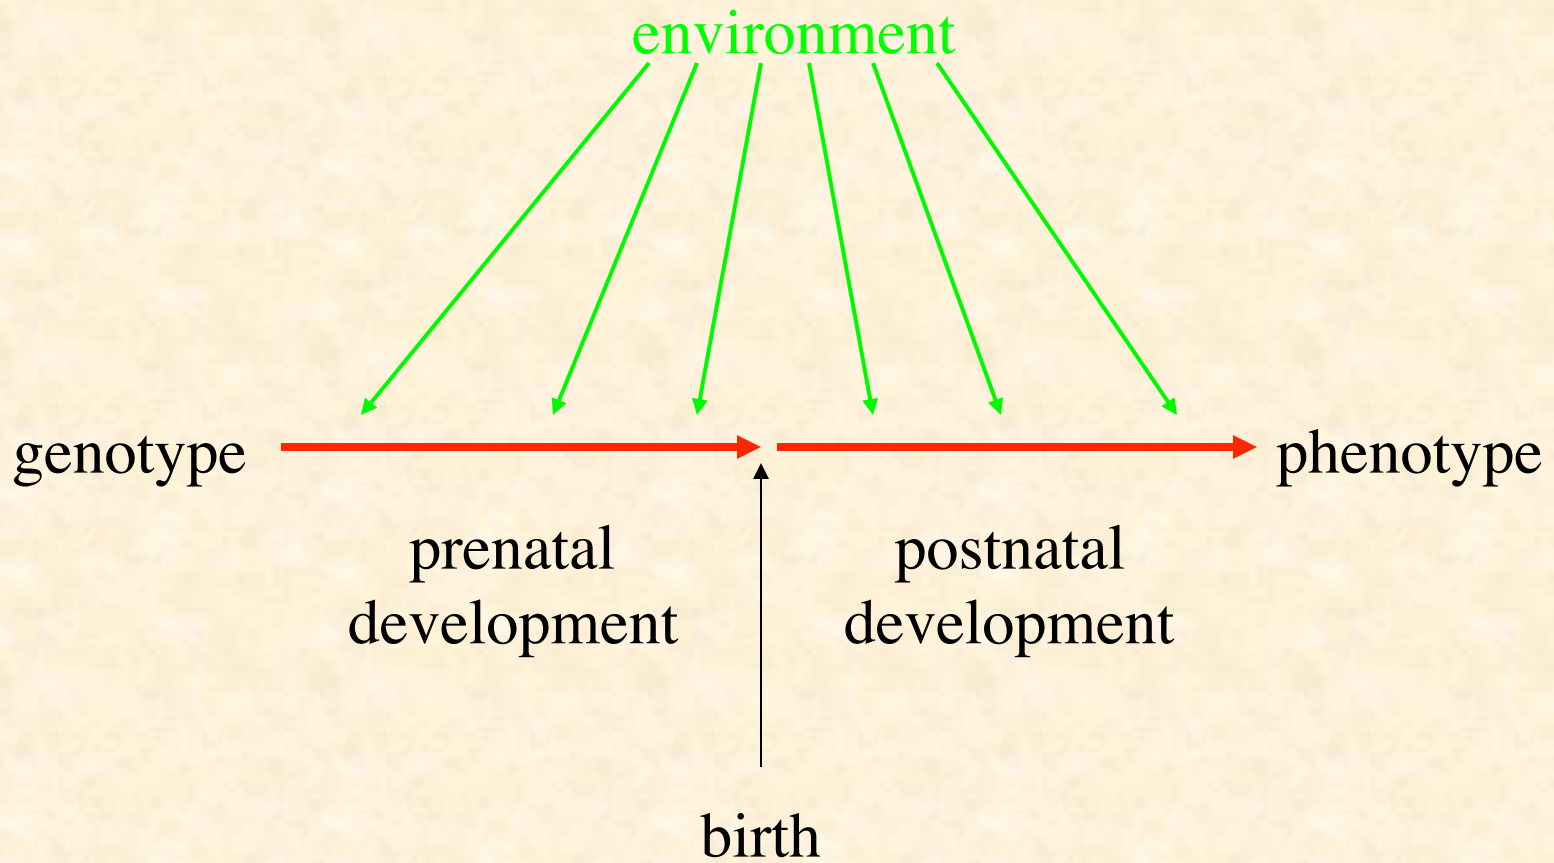 environment
genotype
phenotype
prenatal
development
postnatal
development
birth